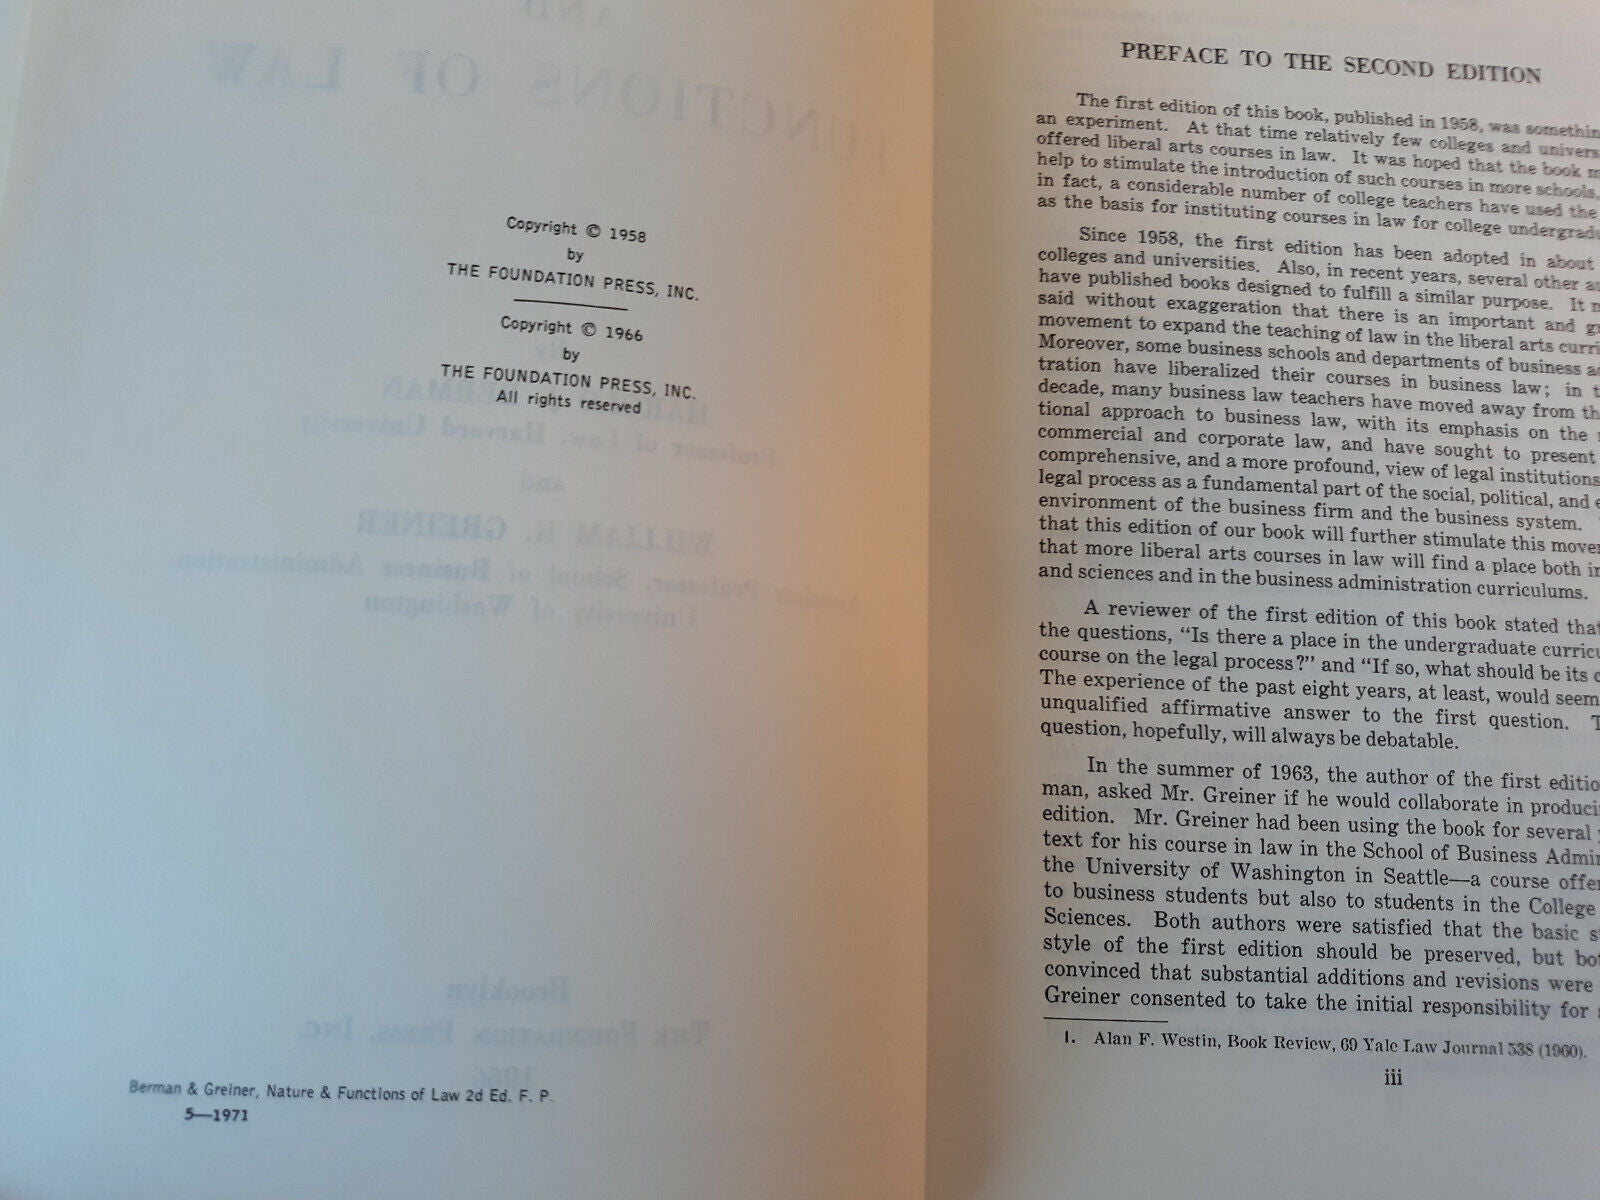 Copyright © 1958
by
THE FOUNDATION PRESS, INC.
Copyright © 1966
by
THE FOUNDATION PRESS, INC.
All rights reserved
Berman & Greiner, Nature & Functions of Law 2d Ed. F. P.
5—1971
PREFACE TO THE SECOND EDITION
The first edition of this book, published in 1958, was somethin
an experiment. At that time relatively few colleges and univers
offered liberal arts courses in law. It was hoped that the book m
help to stimulate the introduction of such courses in more schools,
in fact, a considerable number of college teachers have used the
as the basis for instituting courses in law for college undergradu
Since 1958, the first edition has been adopted in about
colleges and universities. Also, in recent years, several other au
have published books designed to fulfill a similar purpose. It m
said without exaggeration that there is an important and g
movement to expand the teaching of law in the liberal arts curri
Moreover, some business schools and departments of business a
tration have liberalized their courses in business law; in t
decade, many business law teachers have moved away from th
tional approach to business law, with its emphasis on the
commercial and corporate law, and have sought to present
comprehensive, and a more profound, view of legal institutions
legal process as a fundamental part of the social, political, and e
environment of the business firm and the business system.
that this edition of our book will further stimulate this move
that more liberal arts courses in law will find a place both in
and sciences and in the business administration curriculums.
A reviewer of the first edition of this book stated that
the questions, “Is there a place in the undergraduate curricu
course on the legal process?” and “If so, what should be its c
The experience of the past eight years, at least, would seem
unqualified affirmative answer to the first question. T
question, hopefully, will always be debatable.
In the summer of 1963, the author of the first editio
man, asked Mr. Greiner if he would collaborate in produci
edition. Mr. Greiner had been using the book for several y
text for his course in law in the School of Business Admi
the University of Washington in Seattle—a course offe
to business students but also to students in the College
Sciences. Both authors were satisfied that the basic s
style of the first edition should be preserved, but bot
convinced that substantial additions and revisions were
Greiner consented to take the initial responsibility for
1. Alan F. Westin, Book Review, 69 Yale Law Journal 538 (1960).
iii